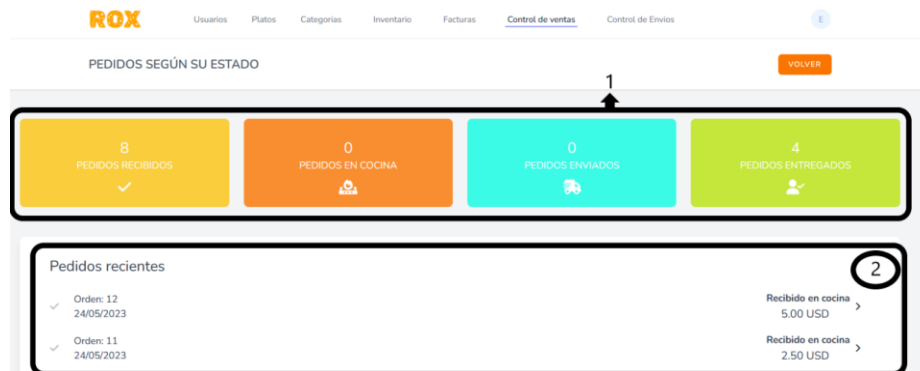 ROX Usuarios Platos Categorias Inventario Facturas Control de ventas Control de Envios E
PEDIDOS SEGÚN SU ESTADO VOLVER
1
8 0 0 4
PEDIDOS RECIBIDOS PEDIDOS EN COCINA PEDIDOS ENVIADOS PEDIDOS ENTREGADOS
Pedidos recientes 2
Orden: 12 Recibido en cocina
24/05/2023 5.00 USD
Orden: 11 Recibido en cocina
24/05/2023 2.50 USD